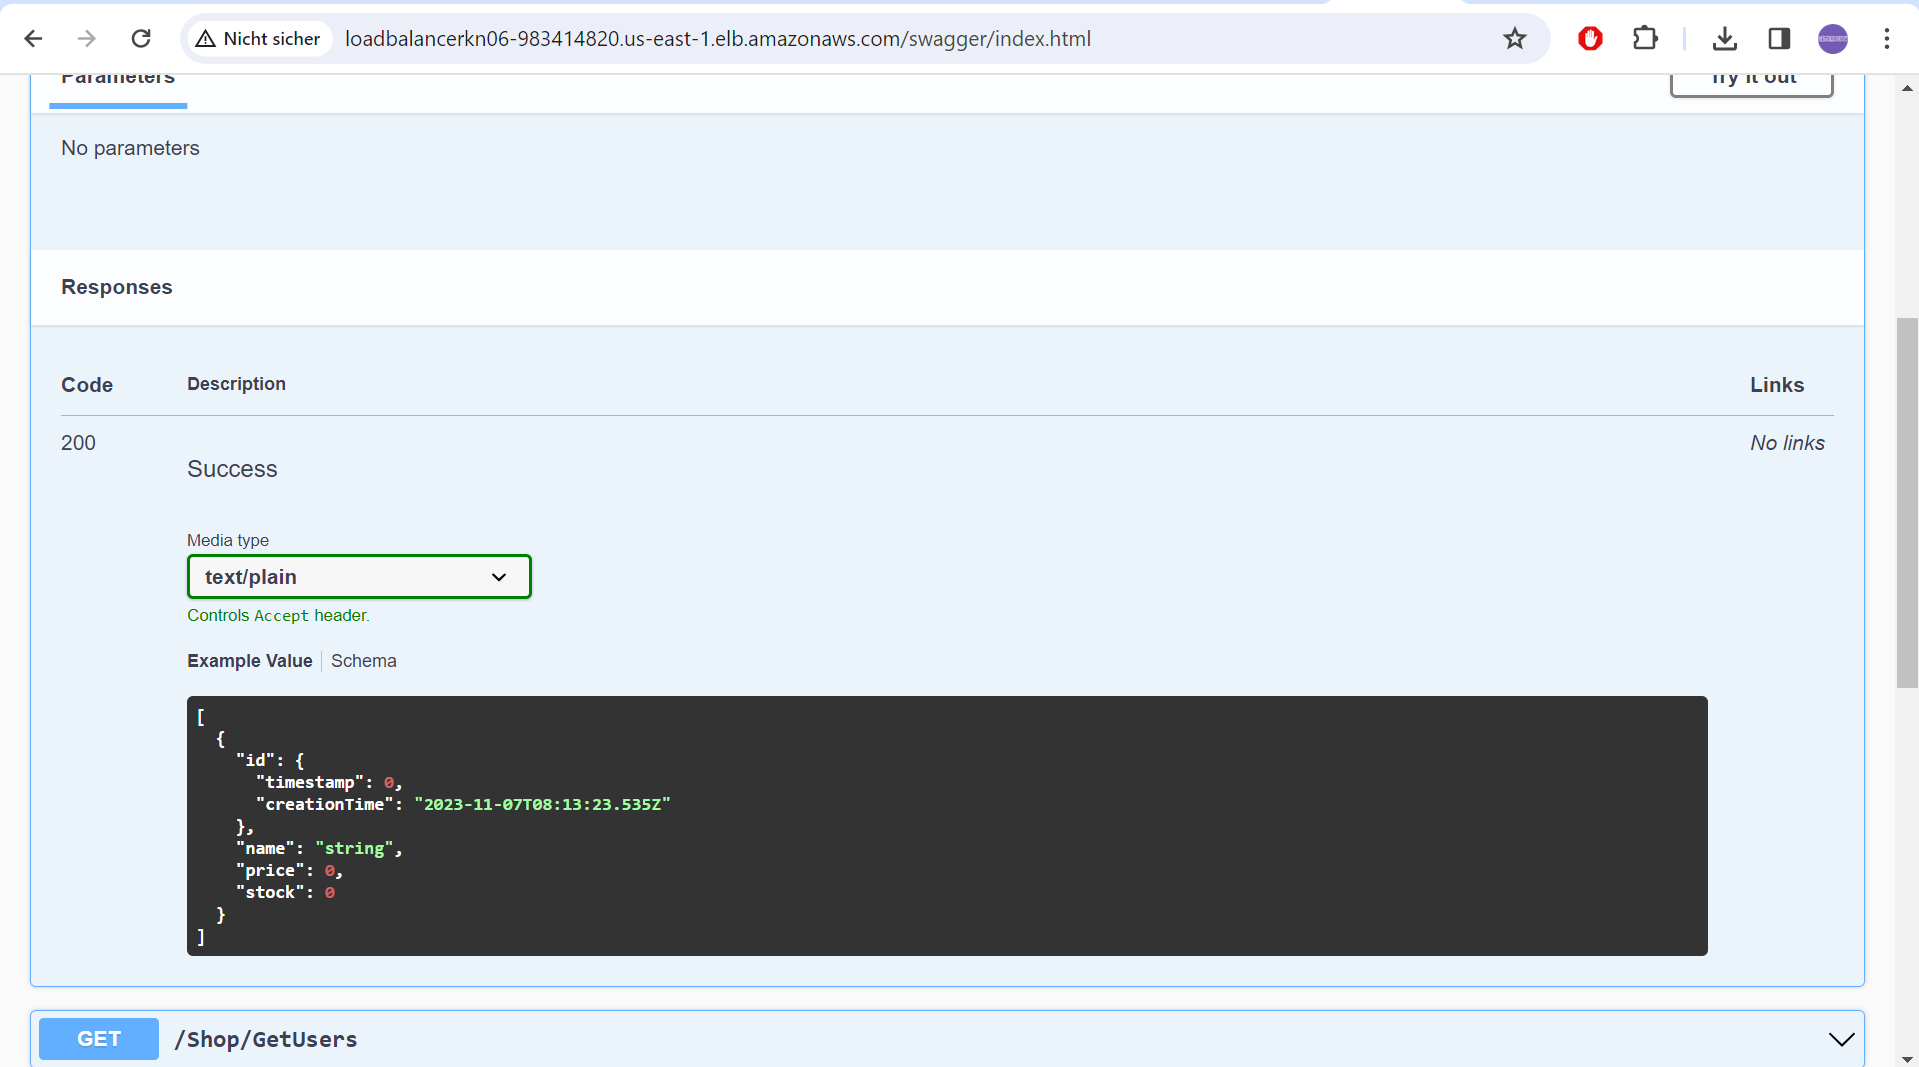 Nicht sicher
loadbalancerkn06-983414820.us-east-1.elb.amazonaws.com/swagger/index.html
Parameters
Try it out
No parameters
Responses
Code
Description
Links
200
Success
No links
Media type
text/plain
Controls Accept header.
Example Value
Schema
[
  {
    "id": {
      "timestamp": 0,
      "creationTime": "2023-11-07T08:13:23.535Z"
    },
    "name": "string",
    "price": 0,
    "stock": 0
  }
]
GET
/Shop/GetUsers